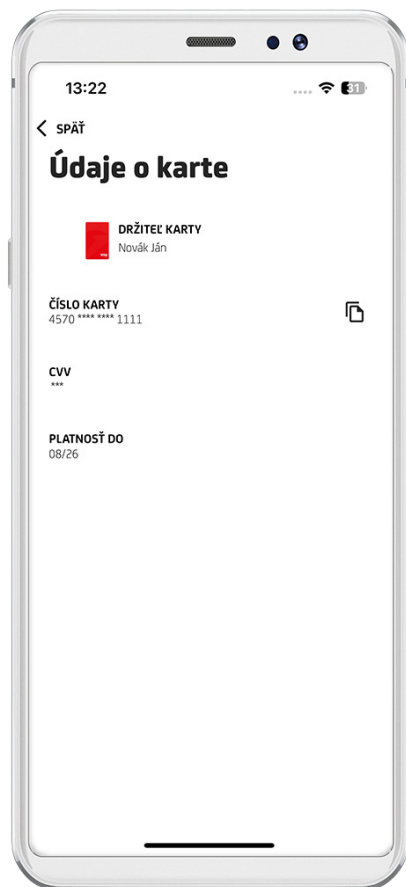 13:22
31
SPÄŤ
Údaje o karte
DRŽITEĽ KARTY
Novák Ján
ČÍSLO KARTY
4570 **** **** 1111
CVV
***
PLATNOSŤ DO
08/26